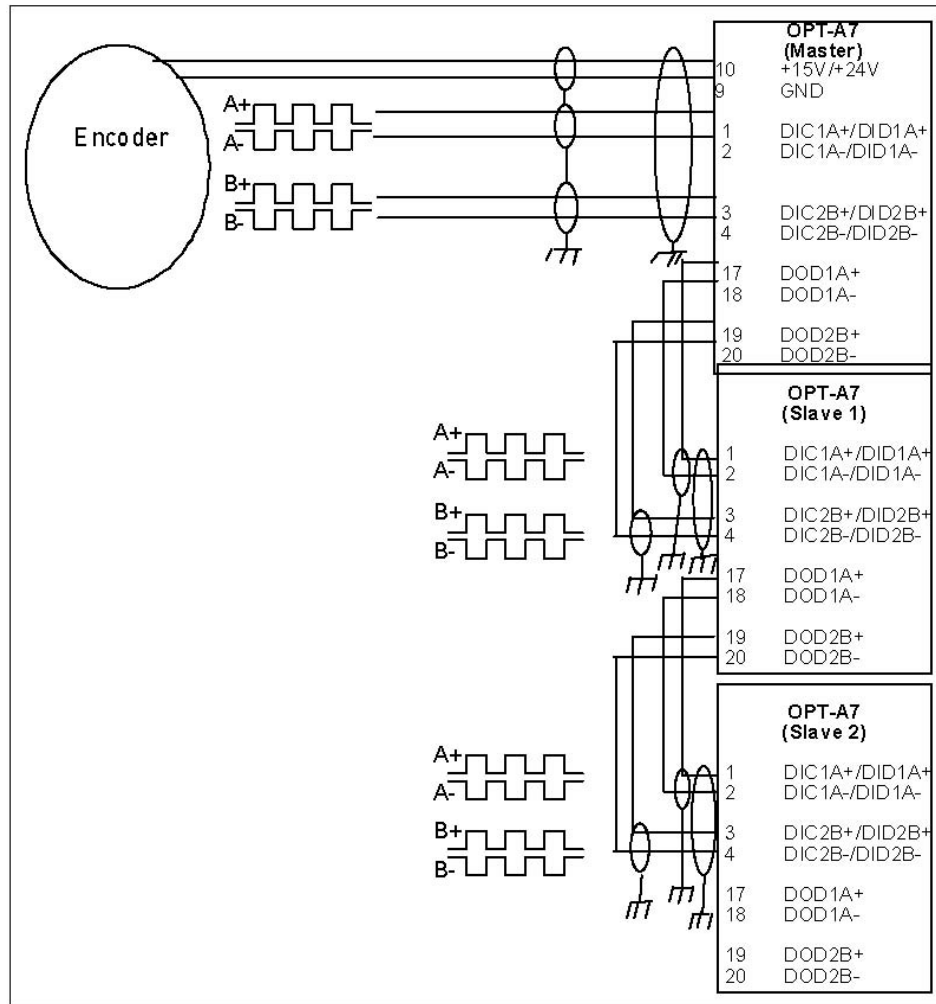 OPT-A7
(Master)
10 +15V/+24V
9 GND
Encoder
A+
A-
1 DIC1A+/DID1A+
2 DIC1A-/DID1A-
B+
B-
3 DIC2B+/DID2B+
4 DIC2B-/DID2B-
17 DOD1A+
18 DOD1A-
19 DOD2B+
20 DOD2B-
OPT-A7
(Slave 1)
A+
A-
1 DIC1A+/DID1A+
2 DIC1A-/DID1A-
B+
B-
3 DIC2B+/DID2B+
4 DIC2B-/DID2B-
17 DOD1A+
18 DOD1A-
19 DOD2B+
20 DOD2B-
OPT-A7
(Slave 2)
A+
A-
1 DIC1A+/DID1A+
2 DIC1A-/DID1A-
B+
B-
3 DIC2B+/DID2B+
4 DIC2B-/DID2B-
17 DOD1A+
18 DOD1A-
19 DOD2B+
20 DOD2B-